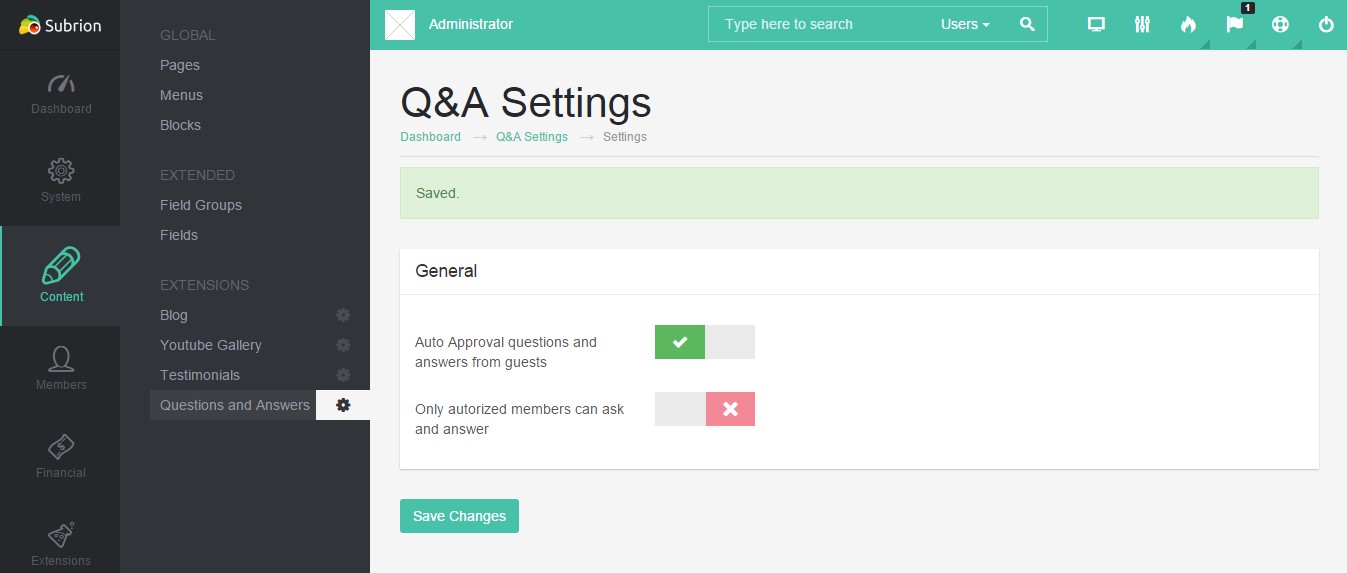 Subrion
Dashboard
System
Content
Members
Financial
Extensions
GLOBAL
Pages
Menus
Blocks
EXTENDED
Field Groups
Fields
EXTENSIONS
Blog
Youtube Gallery
Testimonials
Questions and Answers
Administrator
Type here to search
Users
1
Q&A Settings
Dashboard → Q&A Settings → Settings
Saved.
General
Auto Approval questions and
answers from guests
Only autorized members can ask
and answer
Save Changes